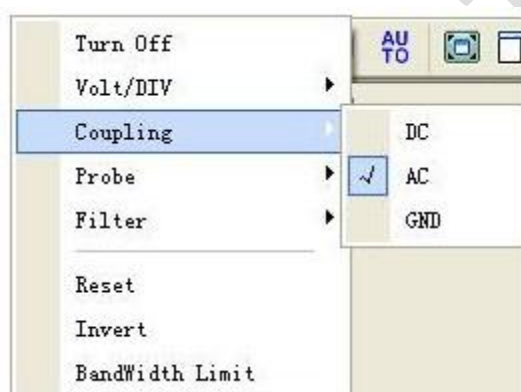 Turn Off
AUTO
Volt/DIV
Coupling
DC
Probe
AC
Filter
GND
Reset
Invert
BandWidth Limit